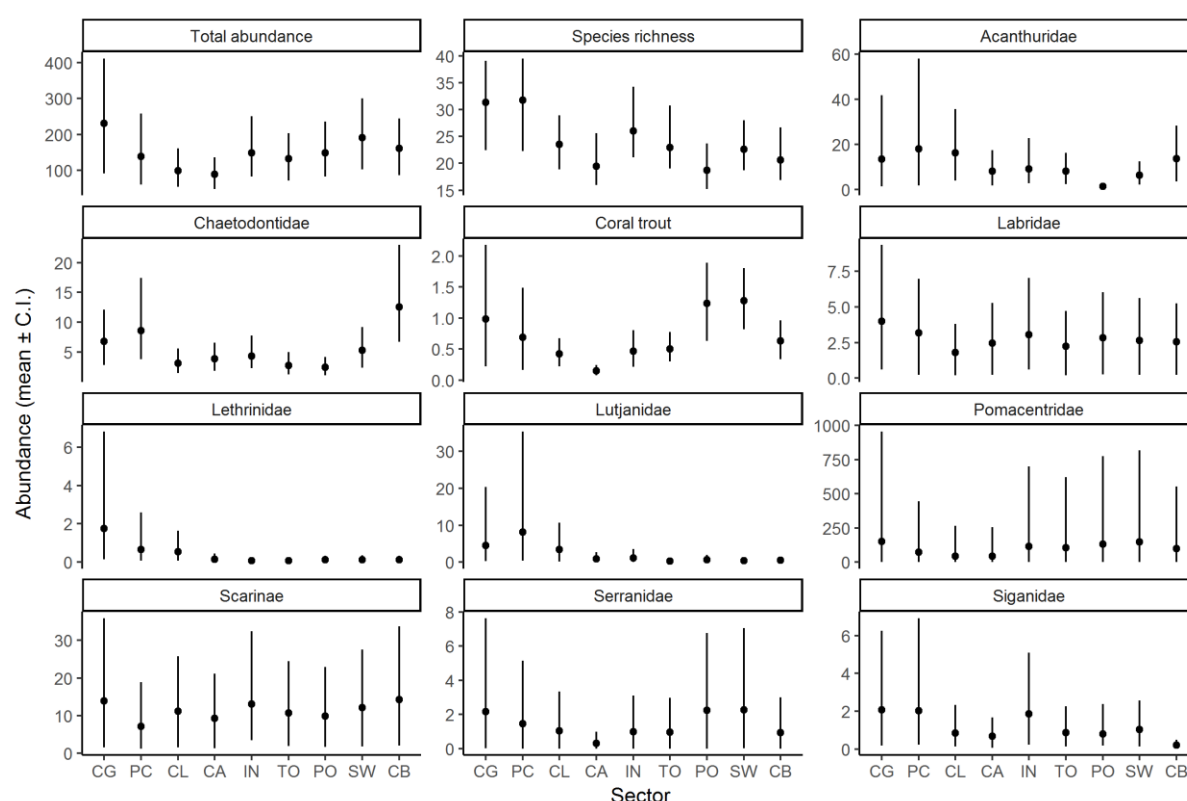 Total abundance Species richness Acanthuridae
400 40 60
300 35 40
200 30 20
100 25 0
20
15
Chaetodontidae Coral trout Labridae
20 2.0 7.5
15 1.5 5.0
10 1.0 2.5
5 0.5 0.0
0.0
Abundance (mean ± C.I.)
Lethrinidae Lutjanidae Pomacentridae
6 30 1000
4 20 750
2 10 500
0 0 250
0
Scarinae Serranidae Siganidae
30 8 6
20 6 4
10 4 2
0 2 0
0
CG PC CL CA IN TO PO SW CB CG PC CL CA IN TO PO SW CB CG PC CL CA IN TO PO SW CB
Sector